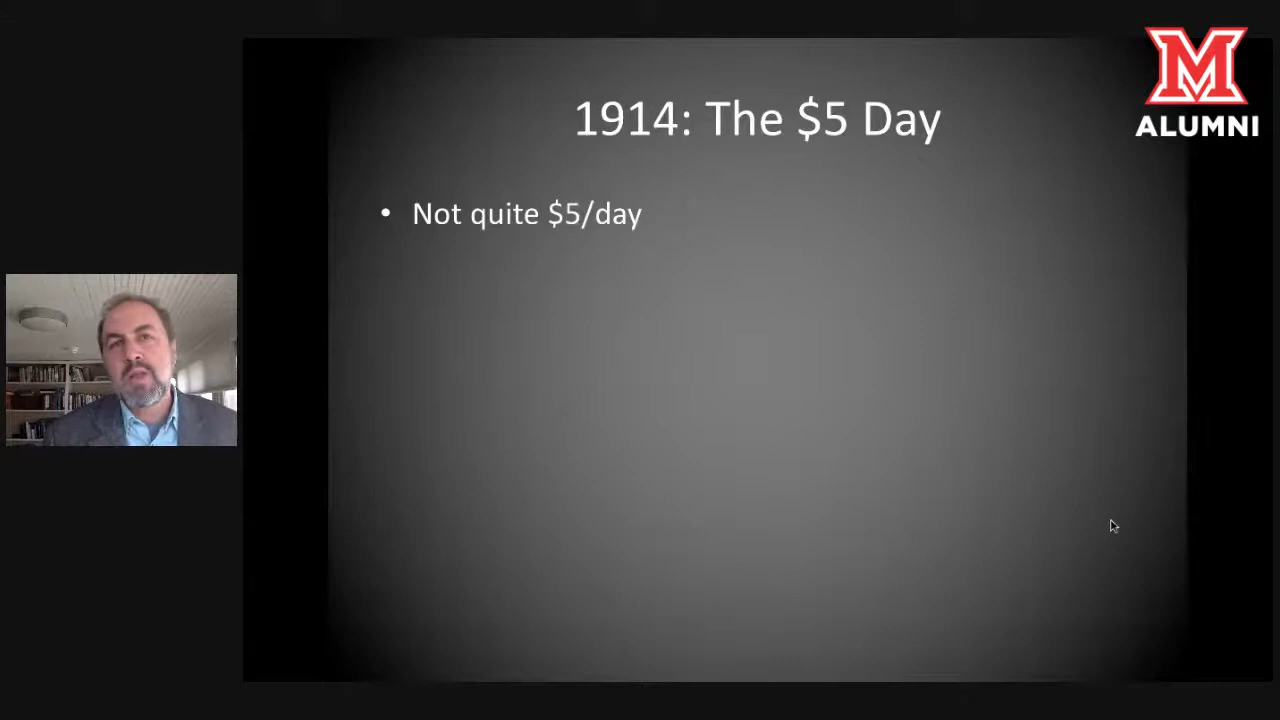 1914: The $5 Day
• Not quite $5/day
M
ALUMNI